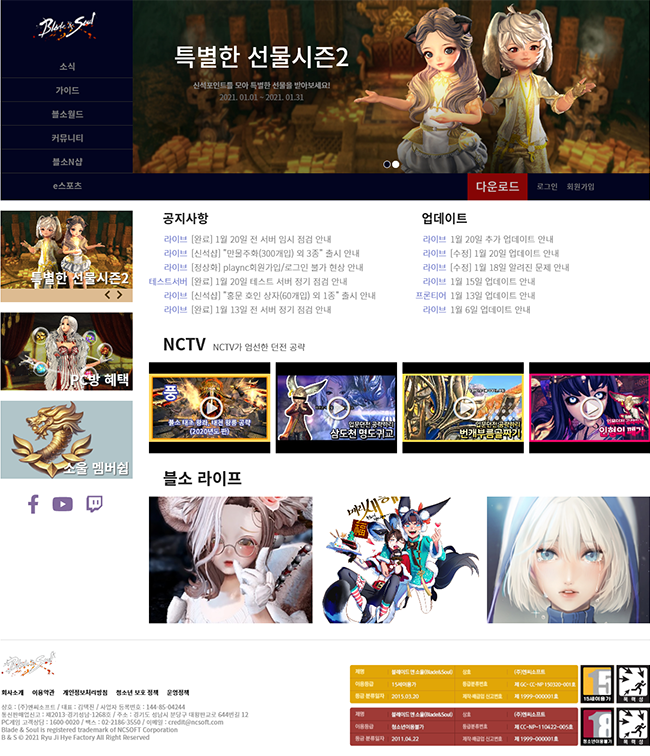 Blade & Soul
소식
가이드
블소월드
커뮤니티
블소N샵
e스포츠
특별한 선물시즌2
신석포인트를 모아 특별한 선물을 받아보세요!
2021. 01.01 ~ 2021. 01.31
다운로드
로그인
회원가입
특별한 선물시즌2
PC방 혜택
소울 멤버쉽
공지사항
라이브 [완료] 1월 20일 전 서버 임시 점검 안내
라이브 [신석샵] "만물주화(300개입) 외 3종" 출시 안내
라이브 [정상화] plaync회원가입/로그인 불가 현상 안내
테스트서버 [완료] 1월 20일 테스트 서버 정기 점검 안내
라이브 [신석샵] "홍문 호인 상자(60개입) 외 1종" 출시 안내
라이브 [완료] 1월 13일 전 서버 정기 점검 안내
업데이트
라이브 1월 20일 추가 업데이트 안내
라이브 [수정] 1월 20일 업데이트 안내
라이브 [수정] 1월 18일 알려진 문제 안내
라이브 1월 15일 업데이트 안내
프론티어 1월 13일 업데이트 안내
라이브 1월 6일 업데이트 안내
NCTV NCTV가 엄선한 던전 공략
풍
(2020년도 판)
업문던전 공략한리
삼도천 명도귀고
업문던전 공략한리
번개부름골짜기
블소 라이프
Blade & Soul
회사소개 이용약관 개인정보처리방침 청소년 보호 정책 운영정책
상호 : (주)엔씨소프트 / 대표 : 김택진 / 사업자 등록번호 : 144-85-04244
통신판매업신고 : 제2013-경기성남-1268호 / 주소 : 경기도 성남시 분당구 대왕판교로 644번길 12
PC게임 고객상담 : 1600-0020 / 팩스 : 02-2186-3550 / 이메일 : credit@ncsoft.com
Blade & Soul is registered trademark of NCSOFT Corporation
B & S © 2021 Ryu Ji Hye Factory All Right Reserved
제명 블레이드 앤 소울(Blade&Soul) 상호 (주)엔씨소프트
이용등급 15세이용가 등급분류번호 제 GC-CC-NP 150320-001호
등급 분류일자 2015.03.20 제작·배급업 신고번호 제 1999-000001호
15세이용가
폭력성
제명 블레이드 앤 소울(Blade&Soul) 상호 (주)엔씨소프트
이용등급 청소년이용불가 등급분류번호 제 CC-NP-110422-005호
등급 분류일자 2011.04.22 제작·배급업 신고번호 제 1999-000001호
18
청소년이용불가
폭력성